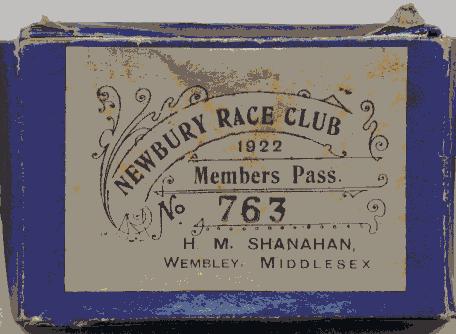 NEWBURY RACE CLUB
1922
Members Pass.
No 763
H. M. SHANAHAN,
WEMBLEY. MIDDLESEX